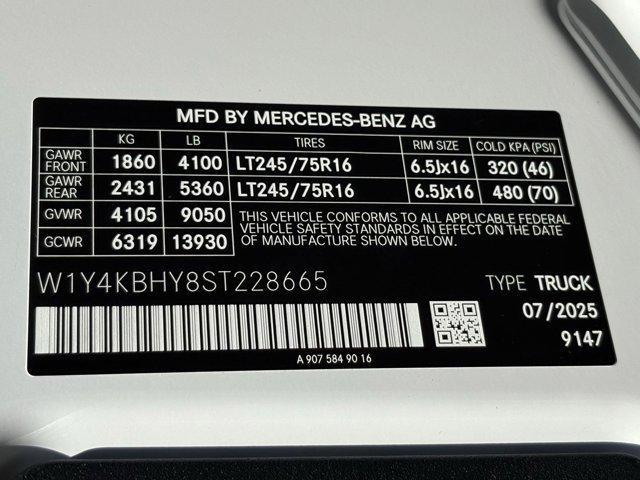 MFD BY MERCEDES-BENZ AG
KG LB TIRES RIM SIZE COLD KPA (PSI)
GAWR FRONT 1860 4100 LT245/75R16 6.5Jx16 320 (46)
GAWR REAR 2431 5360 LT245/75R16 6.5Jx16 480 (70)
GVWR 4105 9050
GCWR 6319 13930
THIS VEHICLE CONFORMS TO ALL APPLICABLE FEDERAL
VEHICLE SAFETY STANDARDS IN EFFECT ON THE DATE
OF MANUFACTURE SHOWN ABOVE.
W1Y4KBHY8ST228665 TYPE TRUCK
07/2025
9147
A 907 584 90 16